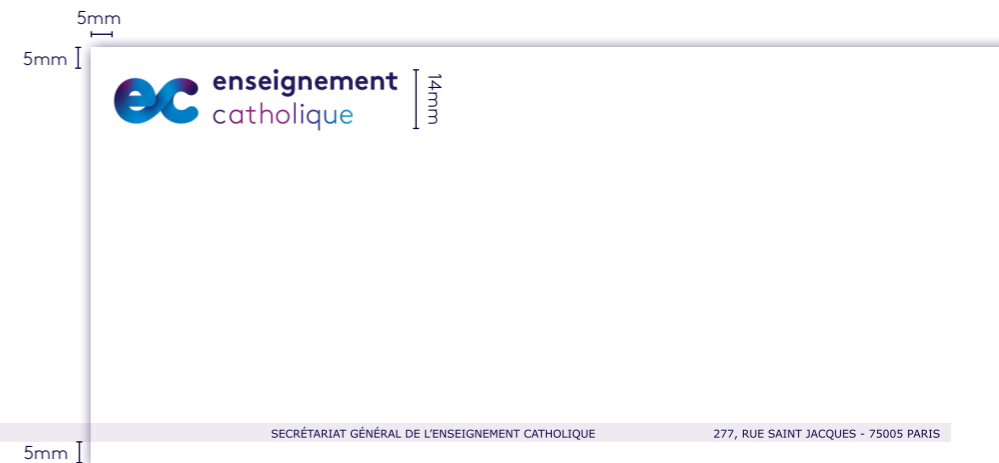 5mm
5mm
ec
enseignement
catholique
14mm
SECRÉTARIAT GÉNÉRAL DE L'ENSEIGNEMENT CATHOLIQUE
277, RUE SAINT JACQUES - 75005 PARIS
5mm